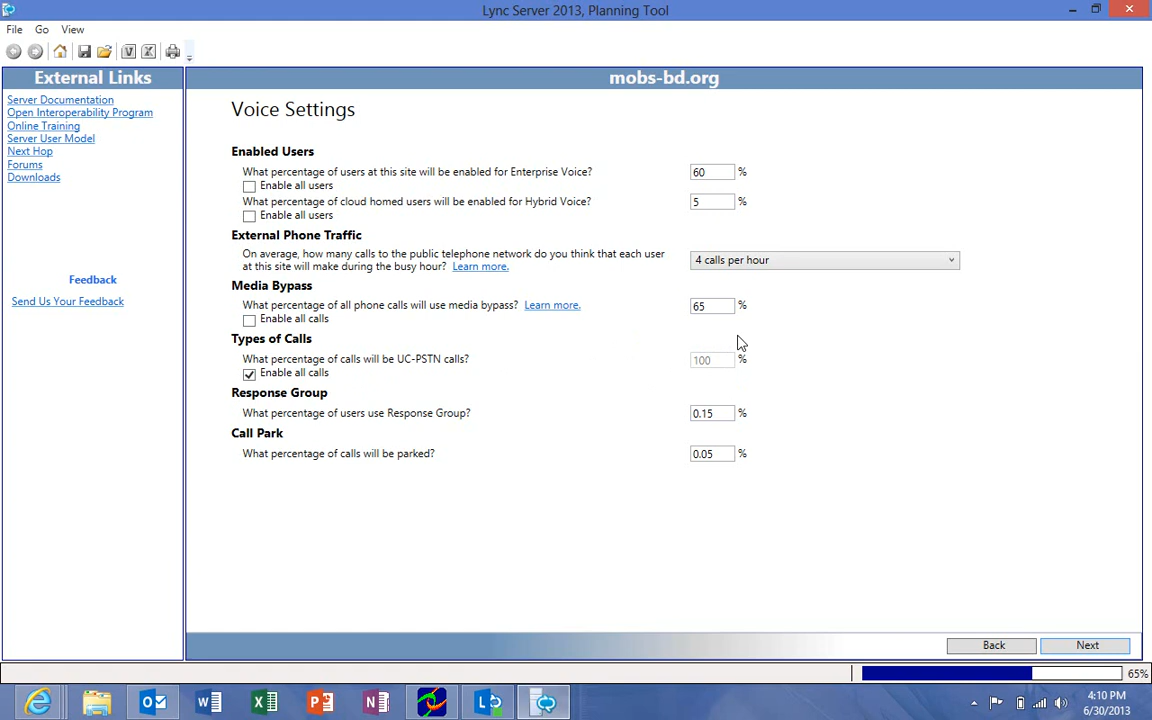 Lync Server 2013, Planning Tool
File Go View
External Links
mobs-bd.org
Server Documentation
Open Interoperability Program
Online Training
Server User Model
Next Hop
Forums
Downloads
Feedback
Send Us Your Feedback
Voice Settings
Enabled Users
What percentage of users at this site will be enabled for Enterprise Voice? 60 %
Enable all users
What percentage of cloud homed users will be enabled for Hybrid Voice? 5 %
Enable all users
External Phone Traffic
On average, how many calls to the public telephone network do you think that each user
at this site will make during the busy hour? Learn more.
4 calls per hour
Media Bypass
What percentage of all phone calls will use media bypass? Learn more. 65 %
Enable all calls
Types of Calls
What percentage of calls will be UC-PSTN calls? 100 %
Enable all calls
Response Group
What percentage of users use Response Group? 0.15 %
Call Park
What percentage of calls will be parked? 0.05 %
Back Next
65%
4:10 PM
6/30/2013